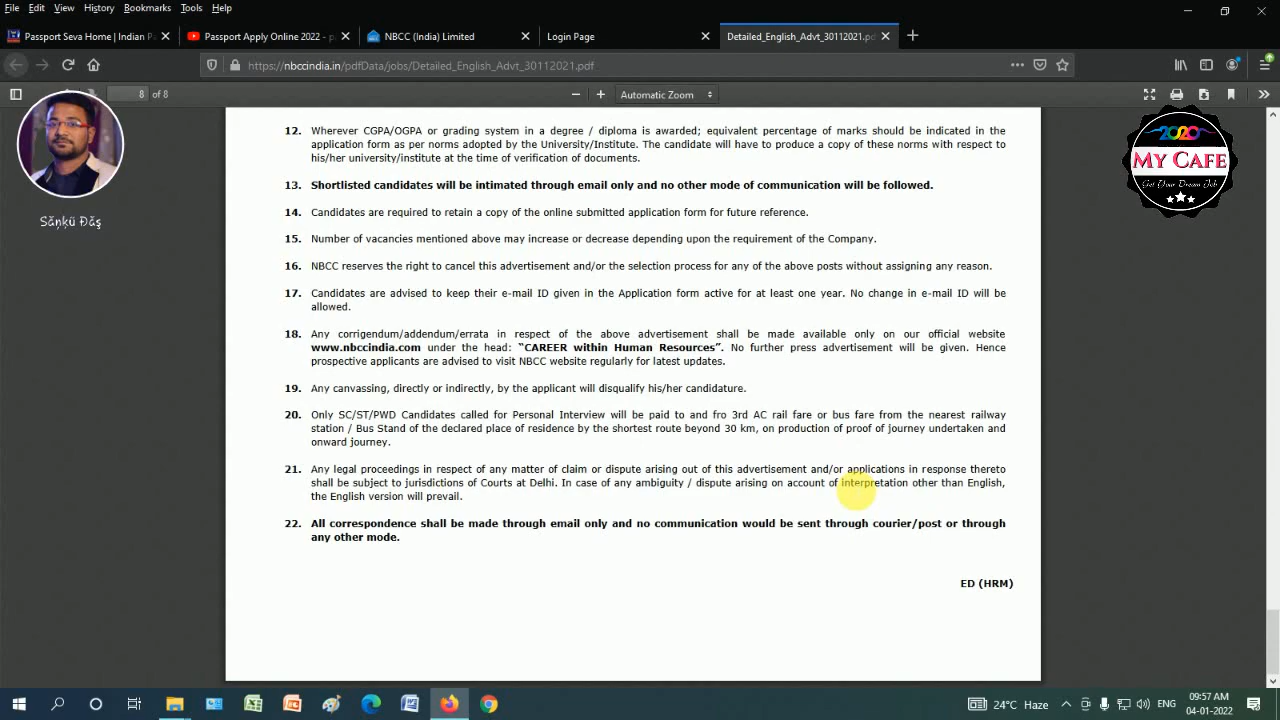 File Edit View History Bookmarks Tools Help
Passport Seva Home | Indian Pa
Passport Apply Online 2022 - p
NBCC (India) Limited
Login Page
Detailed_English_Advt_30112021.pd
https://nbccindia.in/pdfData/jobs/Detailed_English_Advt_30112021.pdf
8 of 8
Automatic Zoom
12. Wherever CGPA/OGPA or grading system in a degree / diploma is awarded; equivalent percentage of marks should be indicated in the
application form as per norms adopted by the University/Institute. The candidate will have to produce a copy of these norms with respect to
his/her university/institute at the time of verification of documents.
13. Shortlisted candidates will be intimated through email only and no other mode of communication will be followed.
14. Candidates are required to retain a copy of the online submitted application form for future reference.
15. Number of vacancies mentioned above may increase or decrease depending upon the requirement of the Company.
16. NBCC reserves the right to cancel this advertisement and/or the selection process for any of the above posts without assigning any reason.
17. Candidates are advised to keep their e-mail ID given in the Application form active for at least one year. No change in e-mail ID will be
allowed.
18. Any corrigendum/addendum/errata in respect of the above advertisement shall be made available only on our official website
www.nbccindia.com under the head: “CAREER within Human Resources”. No further press advertisement will be given. Hence
prospective applicants are advised to visit NBCC website regularly for latest updates.
19. Any canvassing, directly or indirectly, by the applicant will disqualify his/her candidature.
20. Only SC/ST/PWD Candidates called for Personal Interview will be paid to and fro 3rd AC rail fare or bus fare from the nearest railway
station / Bus Stand of the declared place of residence by the shortest route beyond 30 km, on production of proof of journey undertaken and
onward journey.
21. Any legal proceedings in respect of any matter of claim or dispute arising out of this advertisement and/or applications in response thereto
shall be subject to jurisdictions of Courts at Delhi. In case of any ambiguity / dispute arising on account of interpretation other than English,
the English version will prevail.
22. All correspondence shall be made through email only and no communication would be sent through courier/post or through
any other mode.
ED (HRM)
Săņķü Đăş
2020
MY CAFE
Get Your Dream Job
24°C Haze
ENG
09:57 AM
04-01-2022